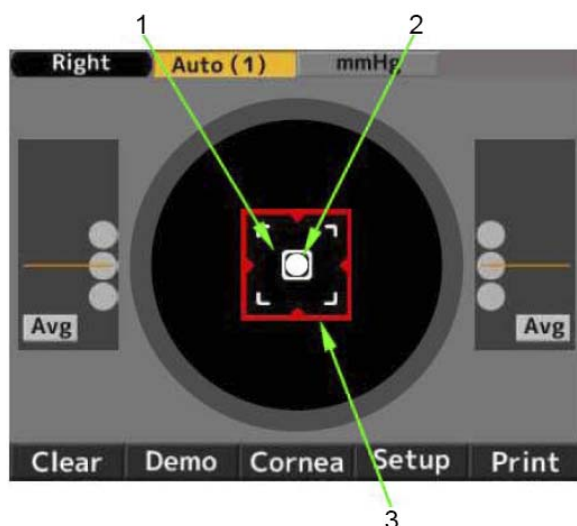 1 2
Right Auto (1) mmHg
Avg Avg
Clear Demo Cornea Setup Print
3